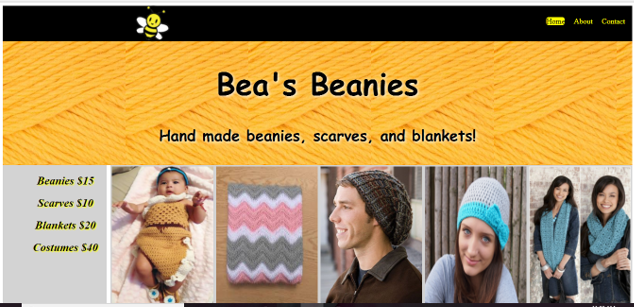 Home About Contact
Bea's Beanies
Hand made beanies, scarves, and blankets!
Beanies $15
Scarves $10
Blankets $20
Costumes $40